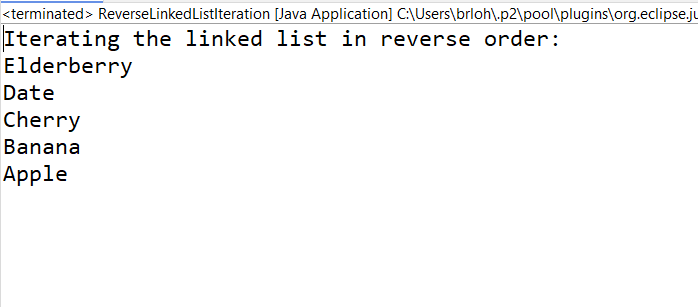 <terminated> ReverseLinkedListIteration [Java Application] C:\Users\brloh\.p2\pool\plugins\org.eclipse.ju
Iterating the linked list in reverse order:
Elderberry
Date
Cherry
Banana
Apple